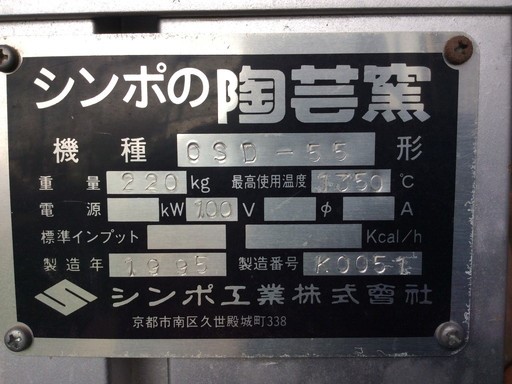 シンポの陶芸窯
機種 OSD-55 形
重量 220 kg 最高使用温度 1350 ℃
電源 kW 100 V φ A
標準インプット Kcal/h
製造年 1995 製造番号 K0051
シンポ工業株式會社
京都市南区久世殿城町338